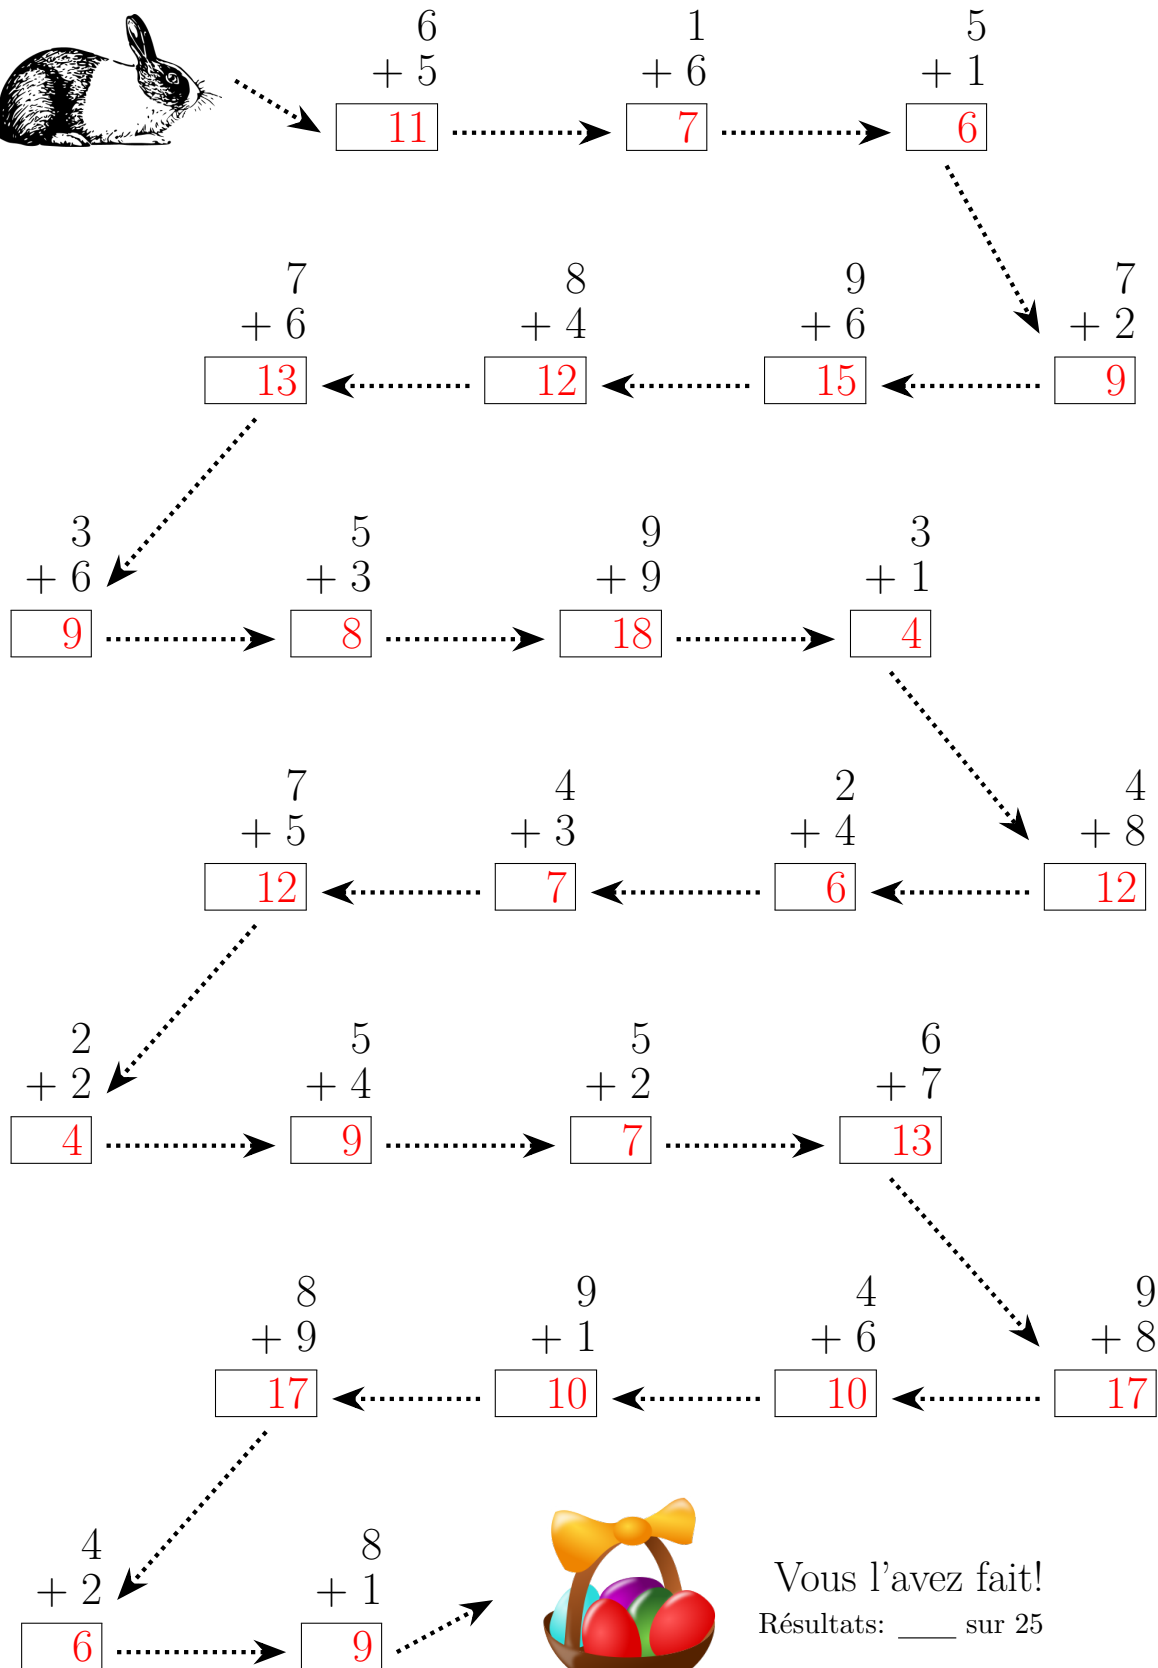 6 1 5
+ 5 + 6 + 1
11 7 6
7 8 9 7
+ 6 + 4 + 6 + 2
13 12 15 9
3 5 9 3
+ 6 + 3 + 9 + 1
9 8 18 4
7 4 2 4
+ 5 + 3 + 4 + 8
12 7 6 12
2 5 5 6
+ 2 + 4 + 2 + 7
4 9 7 13
8 9 4 9
+ 9 + 1 + 6 + 8
17 10 10 17
4 8
+ 2 + 1
6 9
Vous l'avez fait!
Résultats: ____ sur 25